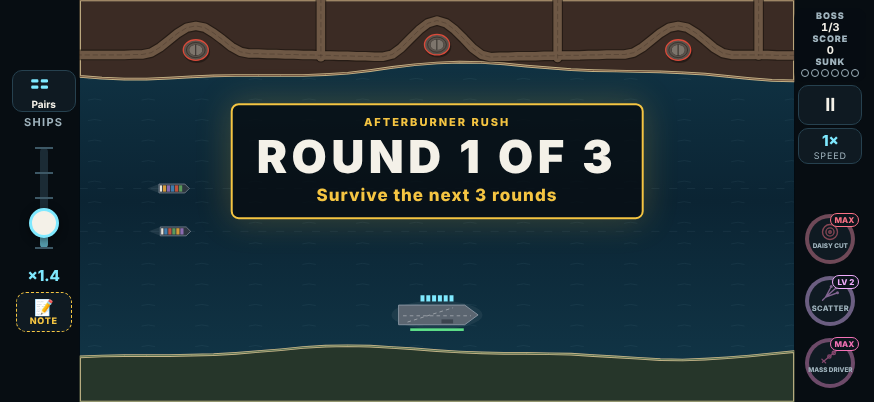 Pairs
SHIPS
×1.4
NOTE
AFTERBURNER RUSH
ROUND 1 OF 3
Survive the next 3 rounds
BOSS
1/3
SCORE
0
SUNK
1×
SPEED
MAX
DAISY CUT
LV 2
SCATTER
MAX
MASS DRIVER